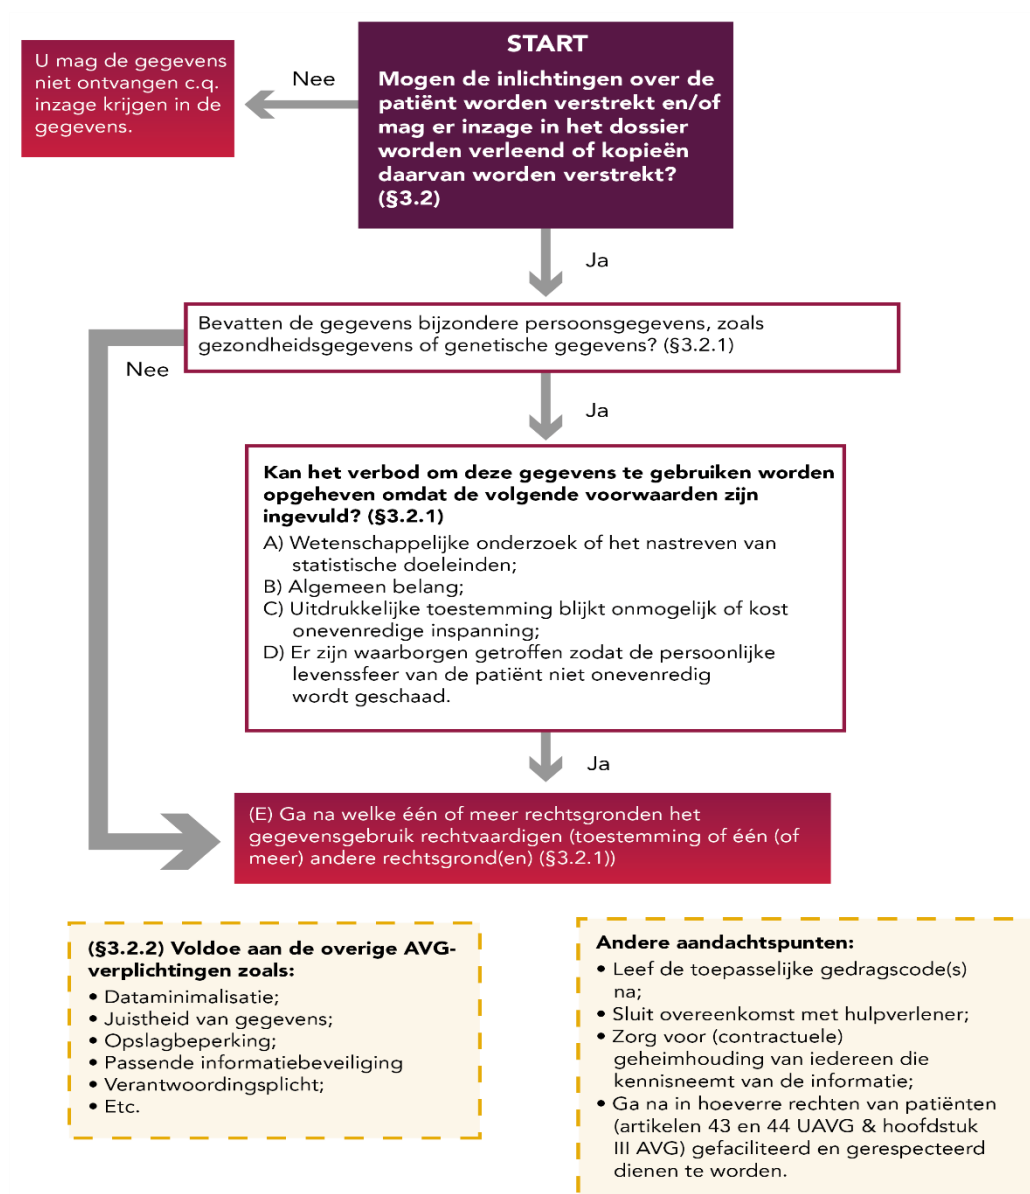 U mag de gegevens
niet ontvangen c.q.
inzage krijgen in de
gegevens.
Nee
START
Mogen de inlichtingen over de
patiënt worden verstrekt en/of
mag er inzage in het dossier
worden verleend of kopieën
daarvan worden verstrekt?
(§3.2)
Ja
Bevatten de gegevens bijzondere persoonsgegevens, zoals
gezondheidsgegevens of genetische gegevens? (§3.2.1)
Nee
Ja
Kan het verbod om deze gegevens te gebruiken worden
opgeheven omdat de volgende voorwaarden zijn
ingevuld? (§3.2.1)
A) Wetenschappelijke onderzoek of het nastreven van
statistische doeleinden;
B) Algemeen belang;
C) Uitdrukkelijke toestemming blijkt onmogelijk of kost
onevenredige inspanning;
D) Er zijn waarborgen getroffen zodat de persoonlijke
levenssfeer van de patiënt niet onevenredig
wordt geschaad.
Ja
(E) Ga na welke één of meer rechtsgronden het
gegevensgebruik rechtvaardigen (toestemming of één (of
meer) andere rechtsgrond(en) (§3.2.1))
(§3.2.2) Voldoe aan de overige AVG-
verplichtingen zoals:
• Dataminimalisatie;
• Juistheid van gegevens;
• Opslagbeperking;
• Passende informatiebeveiliging
• Verantwoordingsplicht;
• Etc.
Andere aandachtspunten:
• Leef de toepasselijke gedragscode(s)
na;
• Sluit overeenkomst met hulpverlener;
• Zorg voor (contractuele)
geheimhouding van iedereen die
kennisneemt van de informatie;
• Ga na in hoeverre rechten van patiënten
(artikelen 43 en 44 UAVG & hoofdstuk
III AVG) gefaciliteerd en gerespecteerd
dienen te worden.